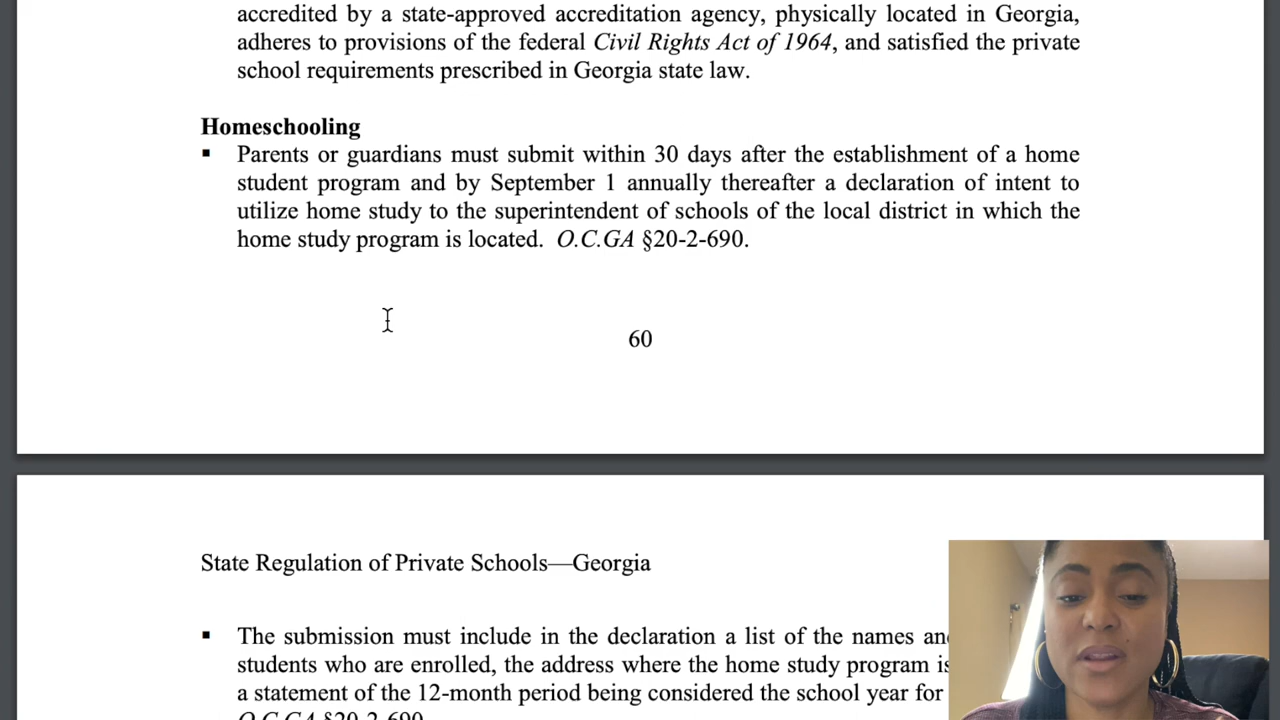 accredited by a state-approved accreditation agency, physically located in Georgia,
adheres to provisions of the federal Civil Rights Act of 1964, and satisfied the private
school requirements prescribed in Georgia state law.
Homeschooling
▪ Parents or guardians must submit within 30 days after the establishment of a home
student program and by September 1 annually thereafter a declaration of intent to
utilize home study to the superintendent of schools of the local district in which the
home study program is located. O.C.GA §20-2-690.
60
State Regulation of Private Schools—Georgia
▪ The submission must include in the declaration a list of the names
students who are enrolled, the address where the home study program
a statement of the 12-month period being considered the school year for
O.C.GA §20-2-690